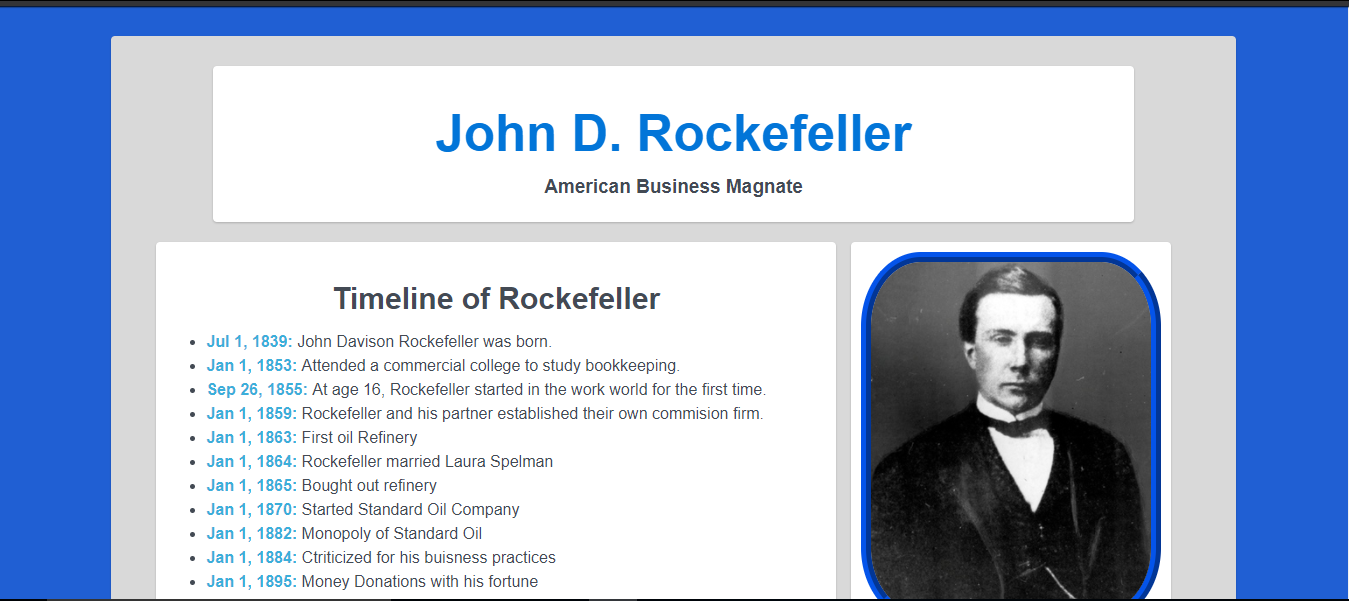 John D. Rockefeller
American Business Magnate
Timeline of Rockefeller
Jul 1, 1839: John Davison Rockefeller was born.
Jan 1, 1853: Attended a commercial college to study bookkeeping.
Sep 26, 1855: At age 16, Rockefeller started in the work world for the first time.
Jan 1, 1859: Rockefeller and his partner established their own commision firm.
Jan 1, 1863: First oil Refinery
Jan 1, 1864: Rockefeller married Laura Spelman
Jan 1, 1865: Bought out refinery
Jan 1, 1870: Started Standard Oil Company
Jan 1, 1882: Monopoly of Standard Oil
Jan 1, 1884: Ctriticized for his buisness practices
Jan 1, 1895: Money Donations with his fortune